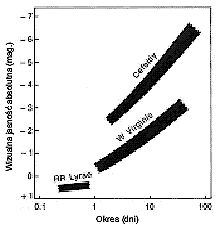 Wizualna jasność absolutna (mag.)
− 7
− 6
− 5
− 4
− 3
− 2
− 1
0
+ 1
Cefeidy
W Virginis
RR Lyrae
0.1
1
10
100
Okres (dni)